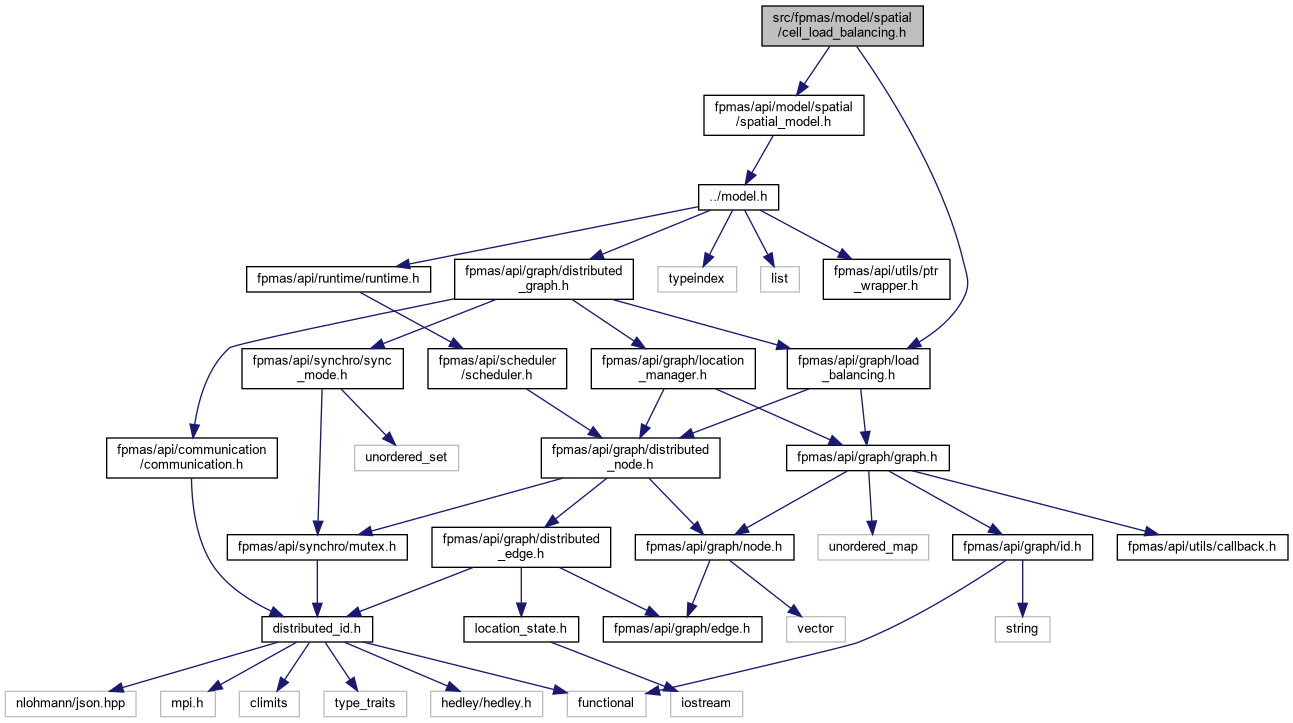 src/fpmas/model/spatial
/cell_load_balancing.h
fpmas/api/model/spatial
/spatial_model.h
../model.h
fpmas/api/runtime/runtime.h
fpmas/api/graph/distributed
_graph.h
typeindex
list
fpmas/api/utils/ptr
_wrapper.h
fpmas/api/synchro/sync
_mode.h
fpmas/api/scheduler
/scheduler.h
fpmas/api/graph/location
_manager.h
fpmas/api/graph/load
_balancing.h
fpmas/api/communication
/communication.h
unordered_set
fpmas/api/graph/distributed
_node.h
fpmas/api/graph/graph.h
fpmas/api/synchro/mutex.h
fpmas/api/graph/distributed
_edge.h
fpmas/api/graph/node.h
unordered_map
fpmas/api/graph/id.h
fpmas/api/utils/callback.h
distributed_id.h
location_state.h
fpmas/api/graph/edge.h
vector
string
nlohmann/json.hpp
mpi.h
climits
type_traits
hedley/hedley.h
functional
iostream